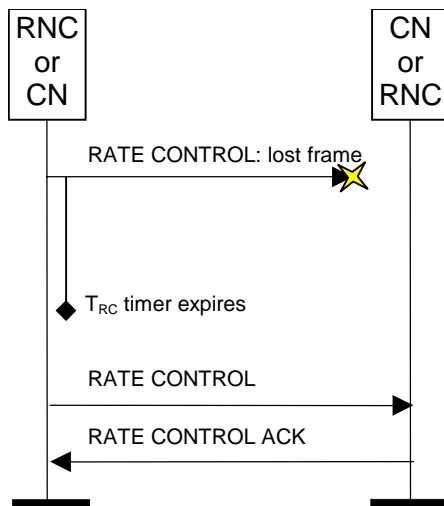 RNC
or
CN
CN
or
RNC
RATE CONTROL: lost frame
TRC timer expires
RATE CONTROL
RATE CONTROL ACK